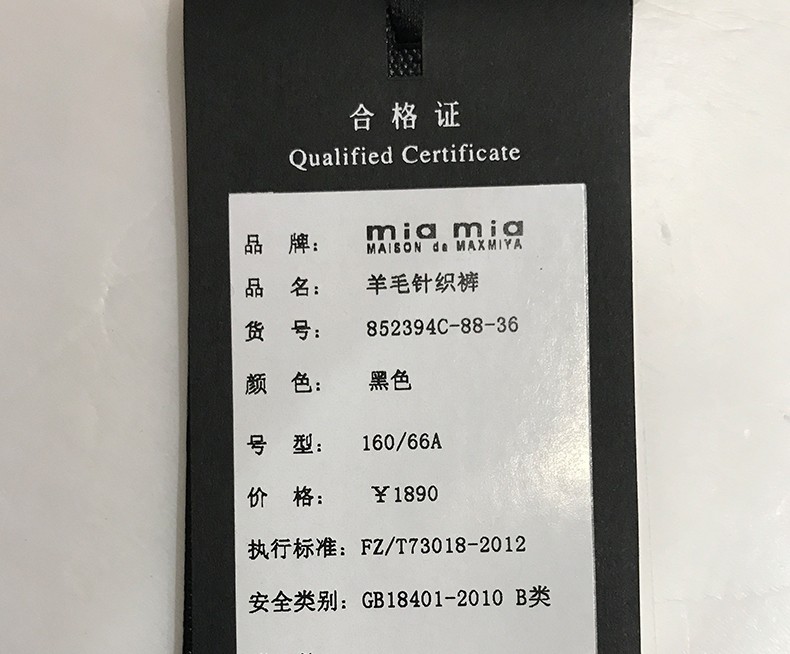 合格证
Qualified Certificate
品 牌: mia mia
MAISON de MAXMIYA
品 名: 羊毛针织裤
货 号: 852394C-88-36
颜 色: 黑色
号 型: 160/66A
价 格: ￥1890
执行标准: FZ/T73018-2012
安全类别: GB18401-2010 B类